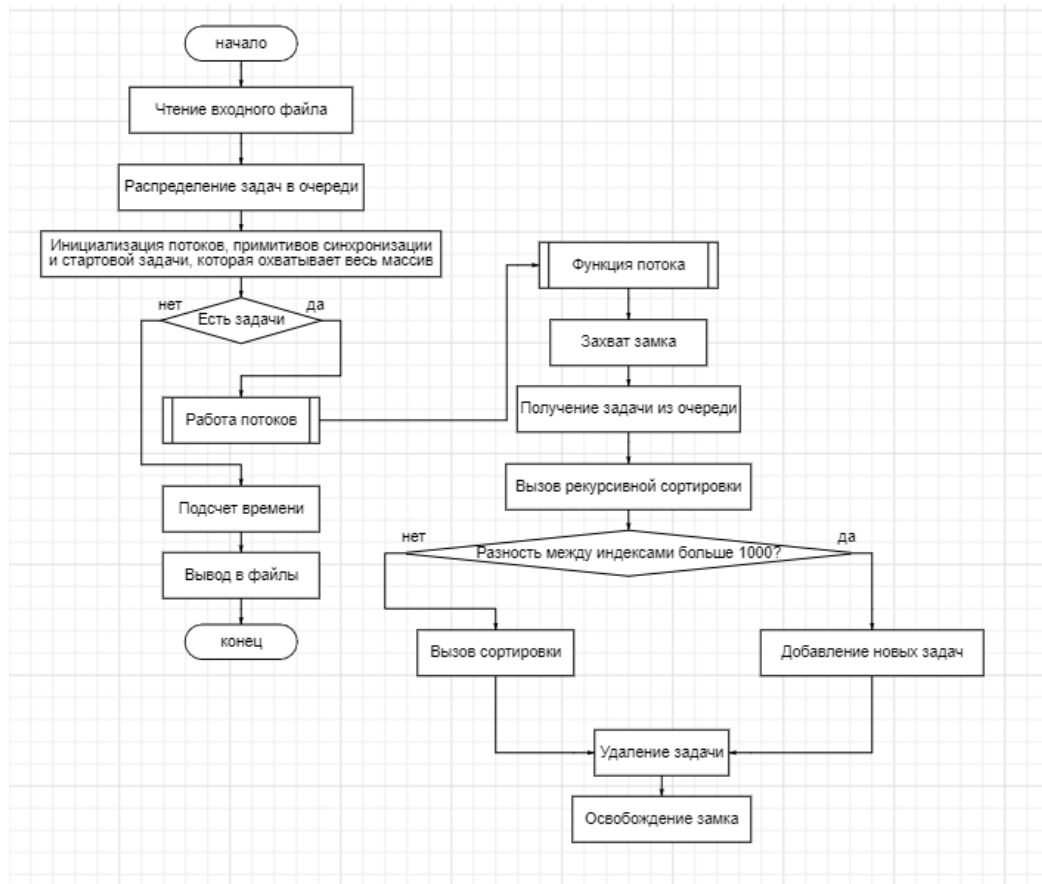 начало
Чтение входного файла
Распределение задач в очереди
Инициализация потоков, примитивов синхронизации
и стартовой задачи, которая охватывает весь массив
нет
да
Есть задачи
Работа потоков
Подсчет времени
Вывод в файлы
конец
Функция потока
Захват замка
Получение задачи из очереди
Вызов рекурсивной сортировки
нет
да
Разность между индексами больше 1000?
Вызов сортировки
Добавление новых задач
Удаление задачи
Освобождение замка